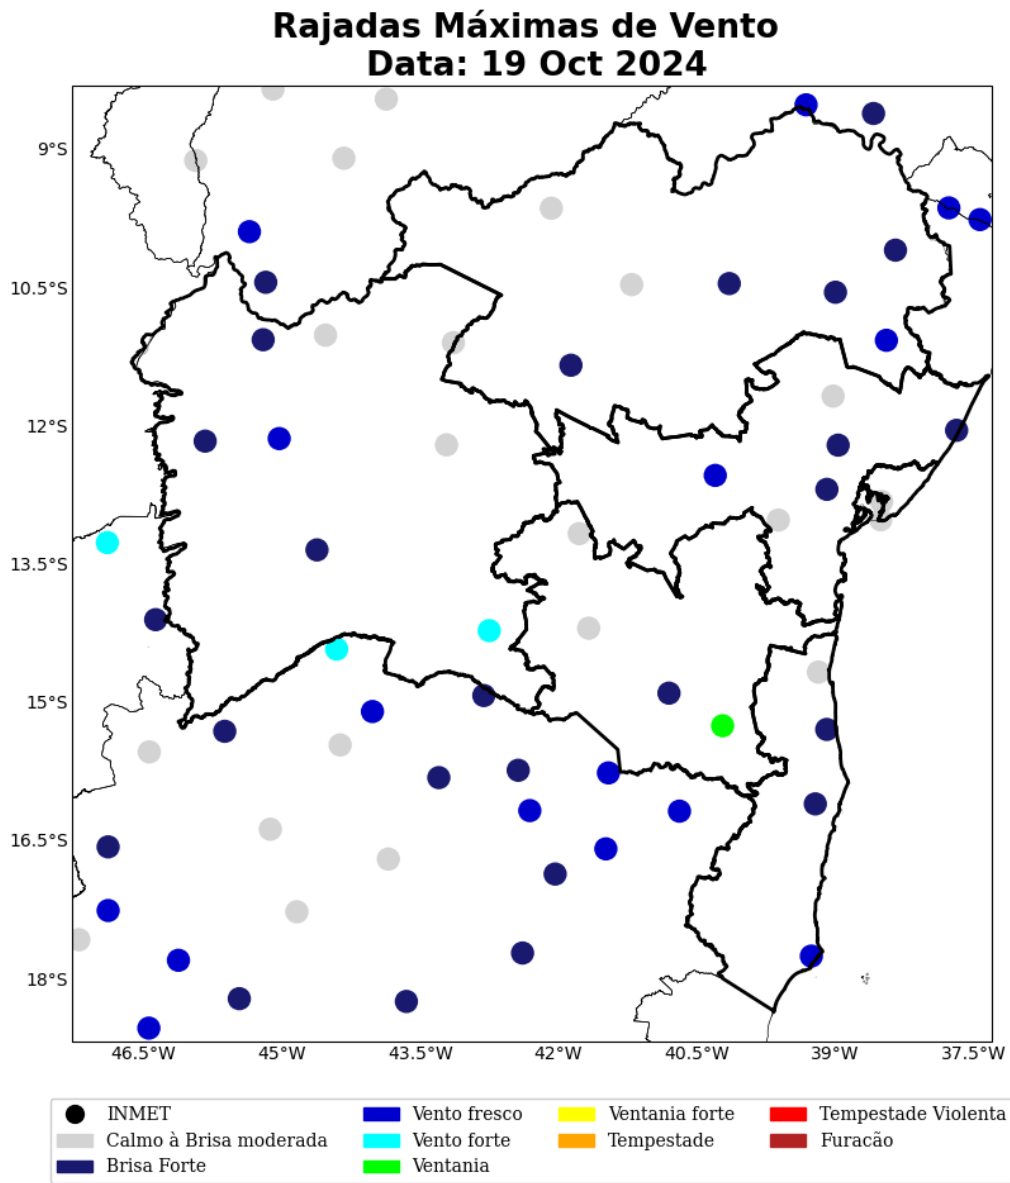 Rajadas Máximas de Vento
Data: 19 Oct 2024
9°S
10.5°S
12°S
13.5°S
15°S
16.5°S
18°S
46.5°W 45°W 43.5°W 42°W 40.5°W 39°W 37.5°W
INMET Vento fresco Ventania forte Tempestade Violenta
Calmo à Brisa moderada Vento forte Tempestade Furacão
Brisa Forte Ventania